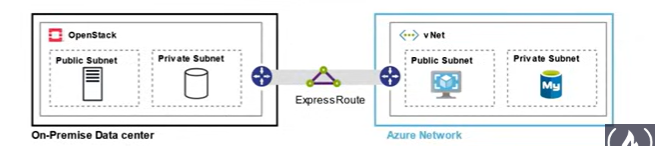 OpenStack
Public Subnet
Private Subnet
ExpressRoute
vNet
Public Subnet
Private Subnet
My
On-Premise Data center
Azure Network